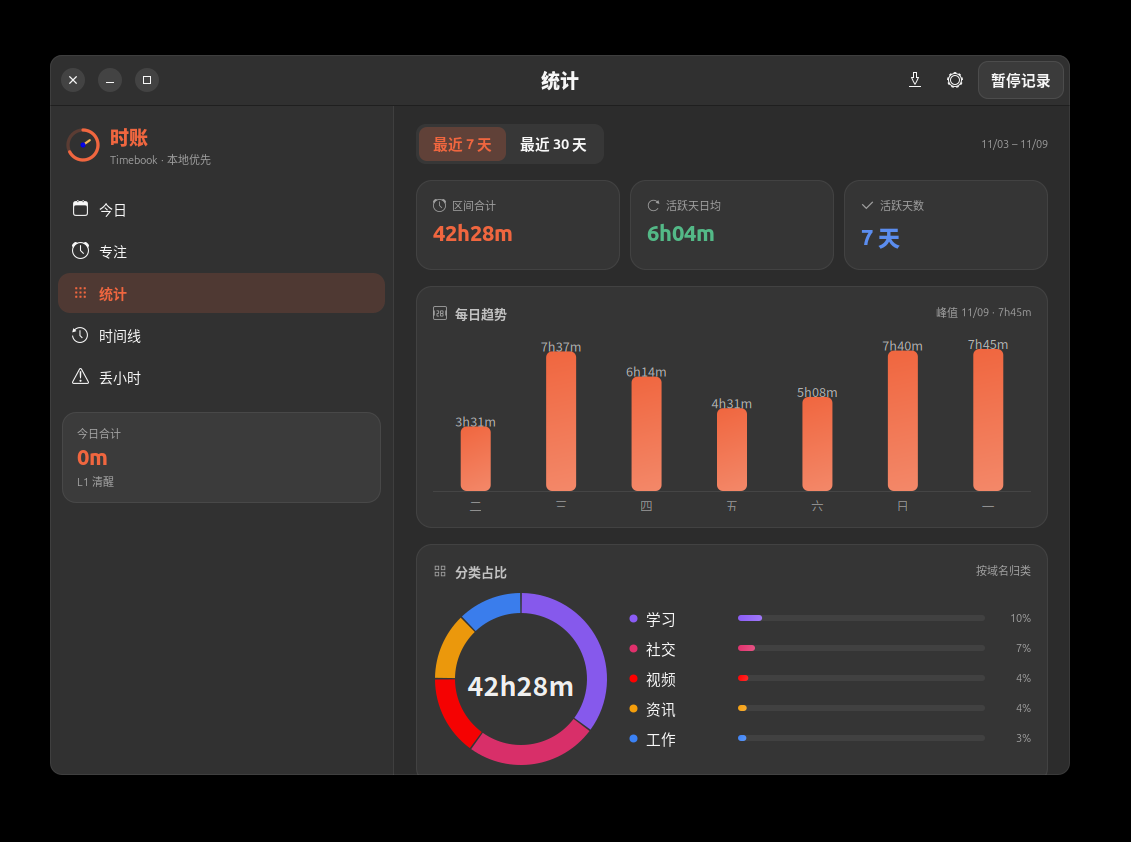 统计
暂停记录
时账
Timebook · 本地优先
今日
专注
统计
时间线
丢小时
今日合计
0m
L1 清醒
最近 7 天
最近 30 天
11/03 – 11/09
区间合计
42h28m
活跃天日均
6h04m
活跃天数
7 天
每日趋势
峰值 11/09 · 7h45m
3h31m
7h37m
6h14m
4h31m
5h08m
7h40m
7h45m
二
三
四
五
六
日
一
分类占比
按域名归类
42h28m
学习
10%
社交
7%
视频
4%
资讯
4%
工作
3%